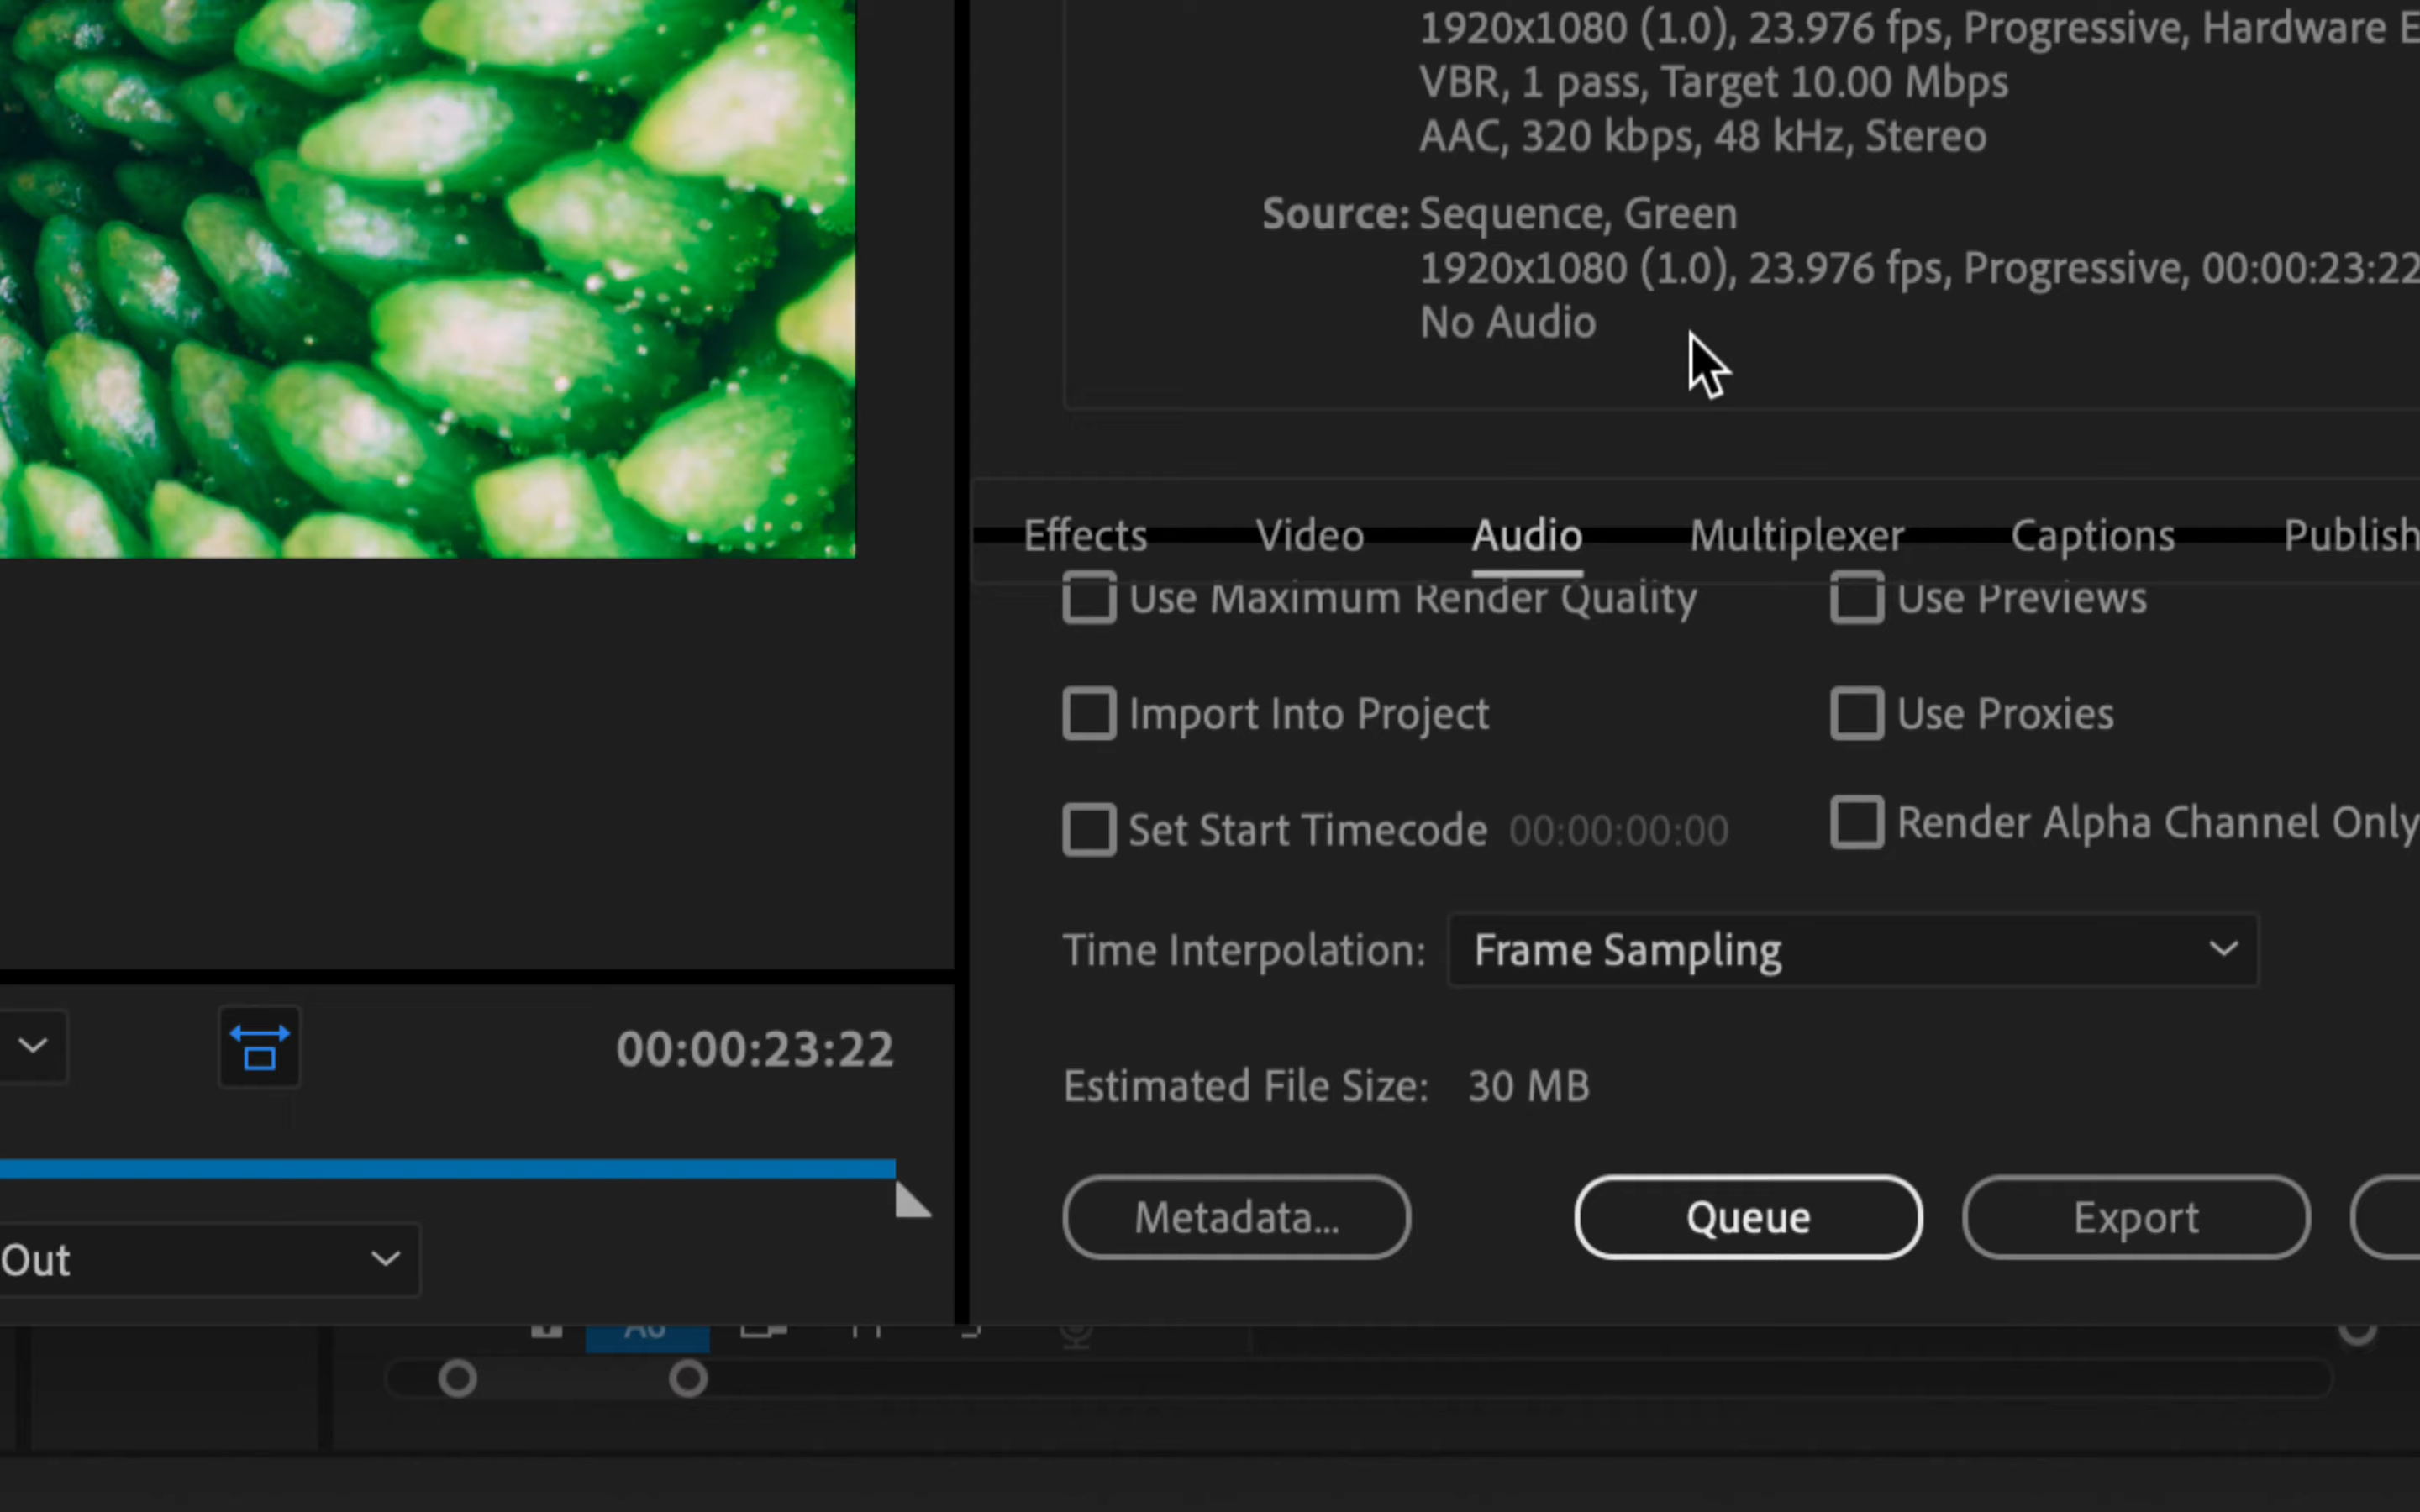 1920x1080 (1.0), 23.976 fps, Progressive, Hardware
VBR, 1 pass, Target 10.00 Mbps
AAC, 320 kbps, 48 kHz, Stereo
Source: Sequence, Green
1920x1080 (1.0), 23.976 fps, Progressive, 00:00:23:22
No Audio
Effects Video Audio Multiplexer Captions Publish
Use Maximum Render Quality Use Previews
Import Into Project Use Proxies
Set Start Timecode 00:00:00:00 Render Alpha Channel Only
Time Interpolation: Frame Sampling
00:00:23:22
Estimated File Size: 30 MB
Metadata... Queue Export
Out